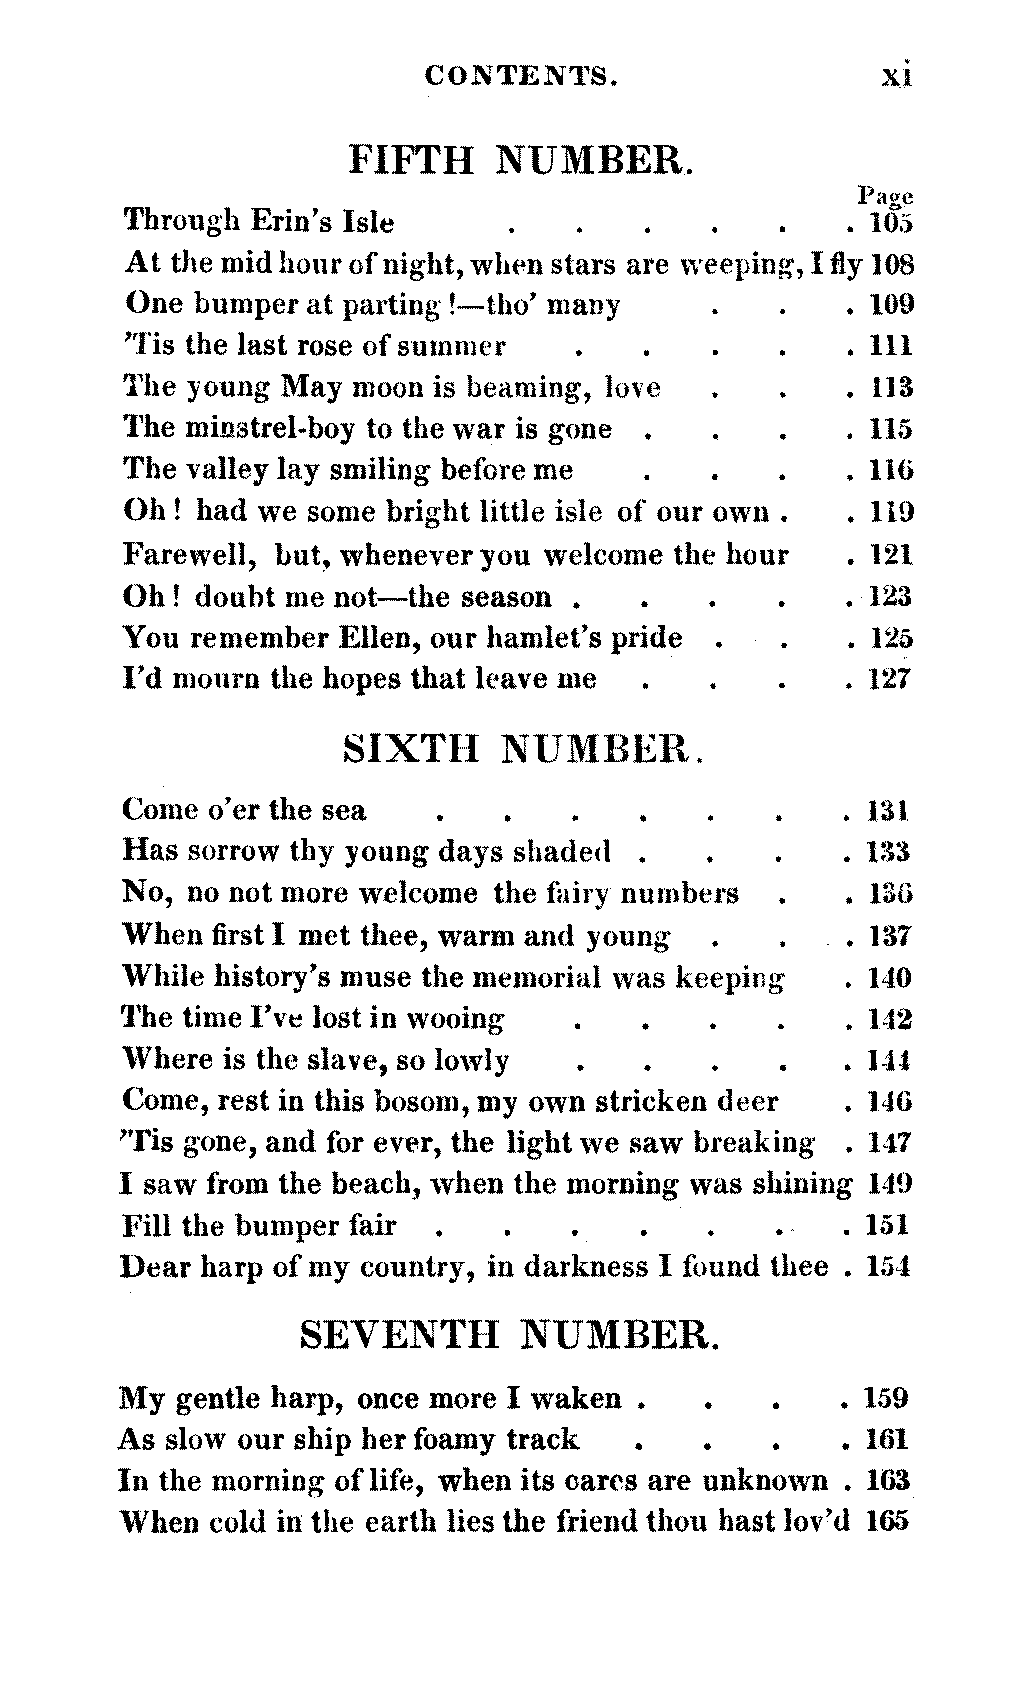 CONTENTS. xi
FIFTH NUMBER.
Page
Through Erin's Isle . . . . . . 105
At the mid hour of night, when stars are weeping, I fly 108
One bumper at parting!—tho' many . . . 109
'Tis the last rose of summer . . . . . 111
The young May moon is beaming, love . . . 113
The minstrel-boy to the war is gone . . . . 115
The valley lay smiling before me . . . . 116
Oh! had we some bright little isle of our own . . 119
Farewell, but, whenever you welcome the hour . 121
Oh! doubt me not—the season . . . . . 123
You remember Ellen, our hamlet's pride . . . 125
I'd mourn the hopes that leave me . . . . 127
SIXTH NUMBER.
Come o'er the sea . . . . . . . 131
Has sorrow thy young days shaded . . . . 133
No, no not more welcome the fairy numbers . . 136
When first I met thee, warm and young . . . 137
While history's muse the memorial was keeping . 140
The time I've lost in wooing . . . . . 142
Where is the slave, so lowly . . . . . 144
Come, rest in this bosom, my own stricken deer . 146
"Tis gone, and for ever, the light we saw breaking . 147
I saw from the beach, when the morning was shining 149
Fill the bumper fair . . . . . . . 151
Dear harp of my country, in darkness I found thee . 154
SEVENTH NUMBER.
My gentle harp, once more I waken . . . . 159
As slow our ship her foamy track . . . . 161
In the morning of life, when its cares are unknown . 163
When cold in the earth lies the friend thou hast lov'd 165